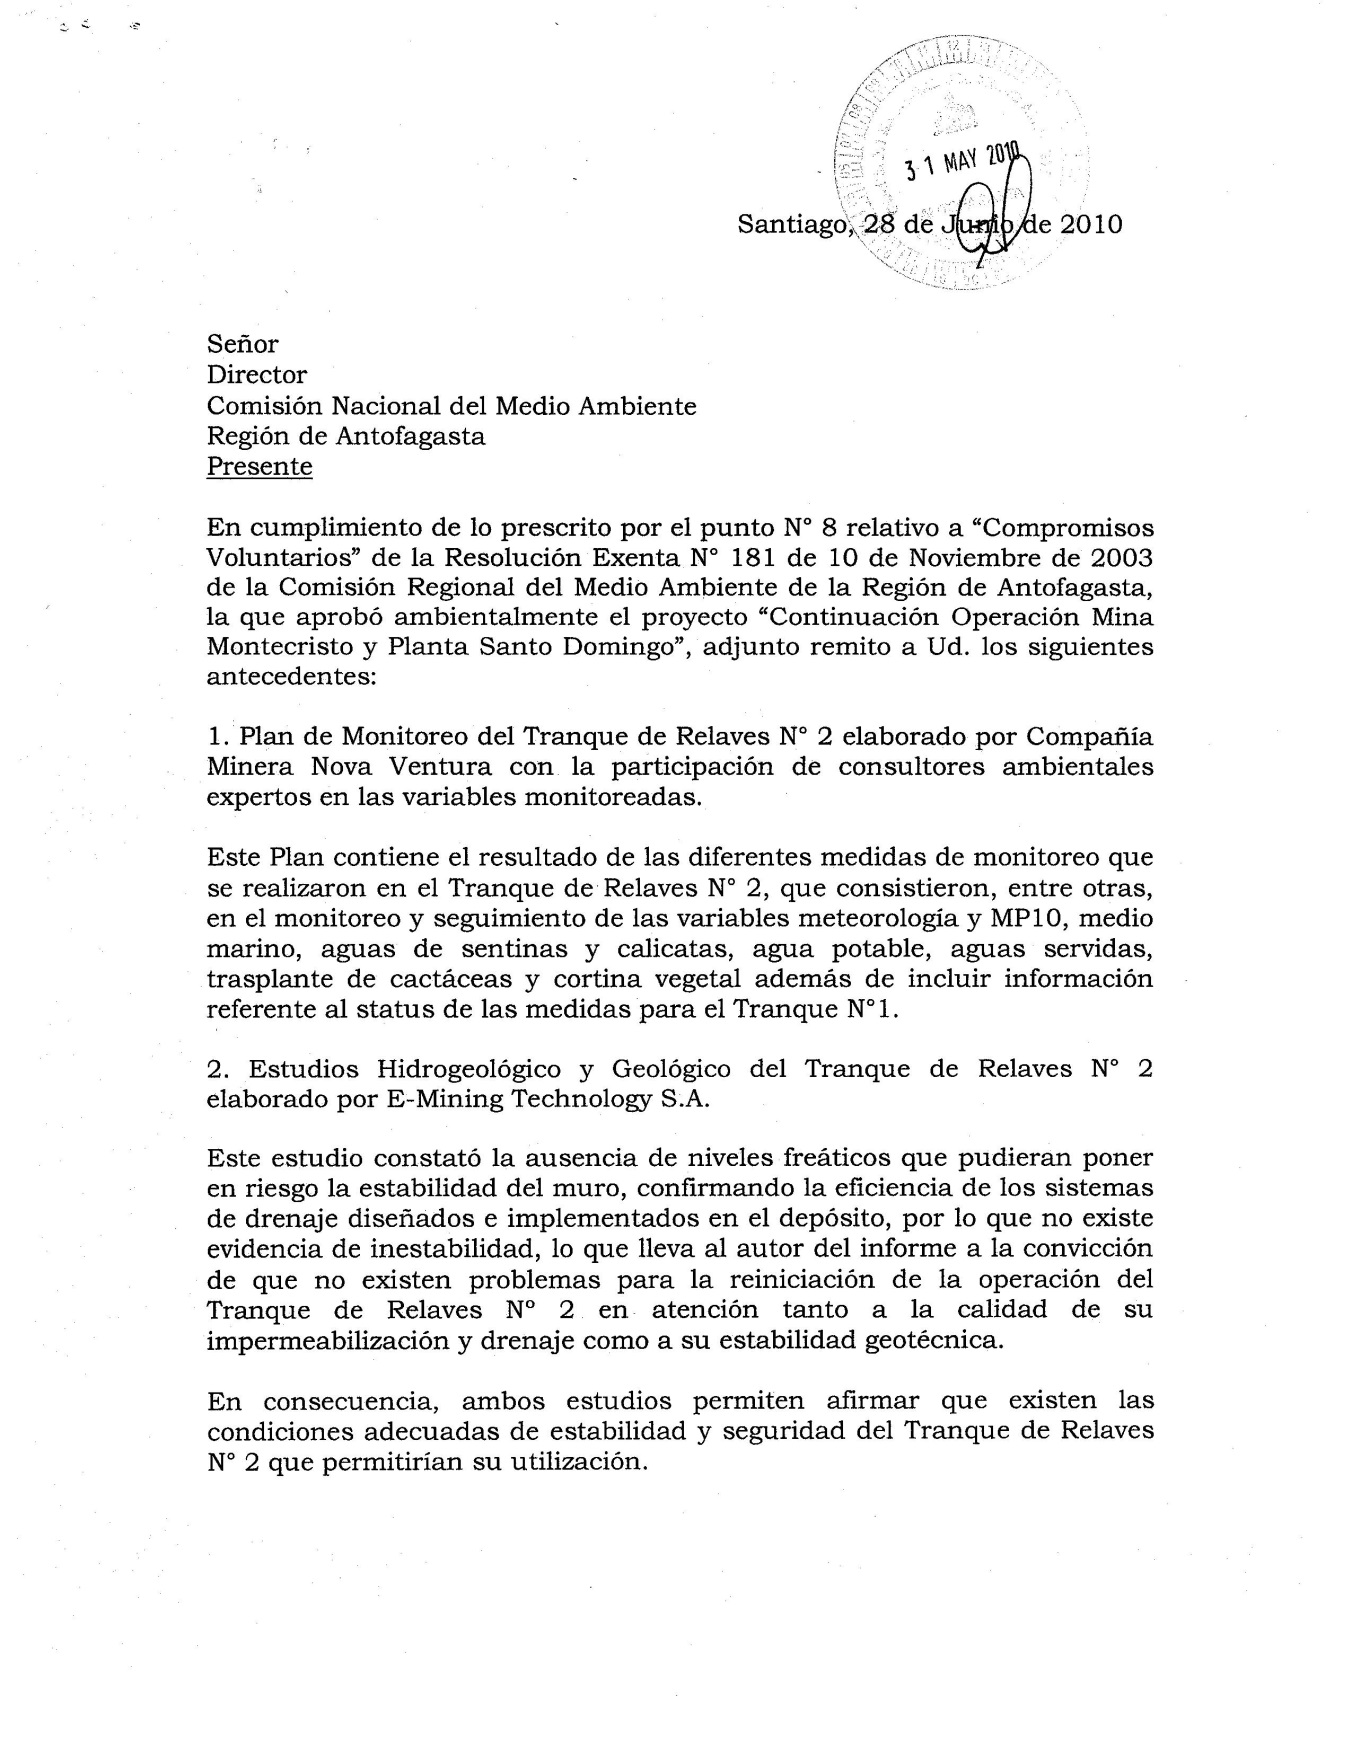 31 MAY 2010
Santiago, 28 de Junio de 2010
Señor
Director
Comisión Nacional del Medio Ambiente
Región de Antofagasta
Presente
En cumplimiento de lo prescrito por el punto N° 8 relativo a “Compromisos
Voluntarios” de la Resolución Exenta N° 181 de 10 de Noviembre de 2003
de la Comisión Regional del Medio Ambiente de la Región de Antofagasta,
la que aprobó ambientalmente el proyecto “Continuación Operación Mina
Montecristo y Planta Santo Domingo”, adjunto remito a Ud. los siguientes
antecedentes:
1. Plan de Monitoreo del Tranque de Relaves N° 2 elaborado por Compañía
Minera Nova Ventura con la participación de consultores ambientales
expertos en las variables monitoreadas.
Este Plan contiene el resultado de las diferentes medidas de monitoreo que
se realizaron en el Tranque de Relaves N° 2, que consistieron, entre otras,
en el monitoreo y seguimiento de las variables meteorología y MP10, medio
marino, aguas de sentinas y calicatas, agua potable, aguas servidas,
trasplante de cactáceas y cortina vegetal además de incluir información
referente al status de las medidas para el Tranque N°1.
2. Estudios Hidrogeológico y Geológico del Tranque de Relaves N° 2
elaborado por E-Mining Technology S.A.
Este estudio constató la ausencia de niveles freáticos que pudieran poner
en riesgo la estabilidad del muro, confirmando la eficiencia de los sistemas
de drenaje diseñados e implementados en el depósito, por lo que no existe
evidencia de inestabilidad, lo que lleva al autor del informe a la convicción
de que no existen problemas para la reiniciación de la operación del
Tranque de Relaves Nº 2 en atención tanto a la calidad de su
impermeabilización y drenaje como a su estabilidad geotécnica.
En consecuencia, ambos estudios permiten afirmar que existen las
condiciones adecuadas de estabilidad y seguridad del Tranque de Relaves
N° 2 que permitirían su utilización.